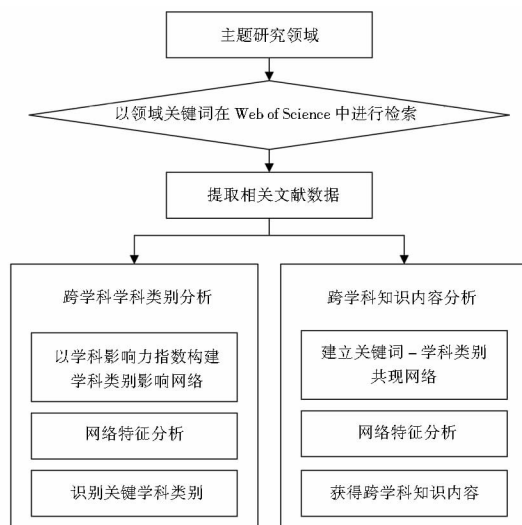 主题研究领域
以领域关键词在 Web of Science 中进行检索
提取相关文献数据
跨学科学科类别分析
以学科影响力指数构建
学科类别影响网络
网络特征分析
识别关键学科类别
跨学科知识内容分析
建立关键词－学科类别
共现网络
网络特征分析
获得跨学科知识内容